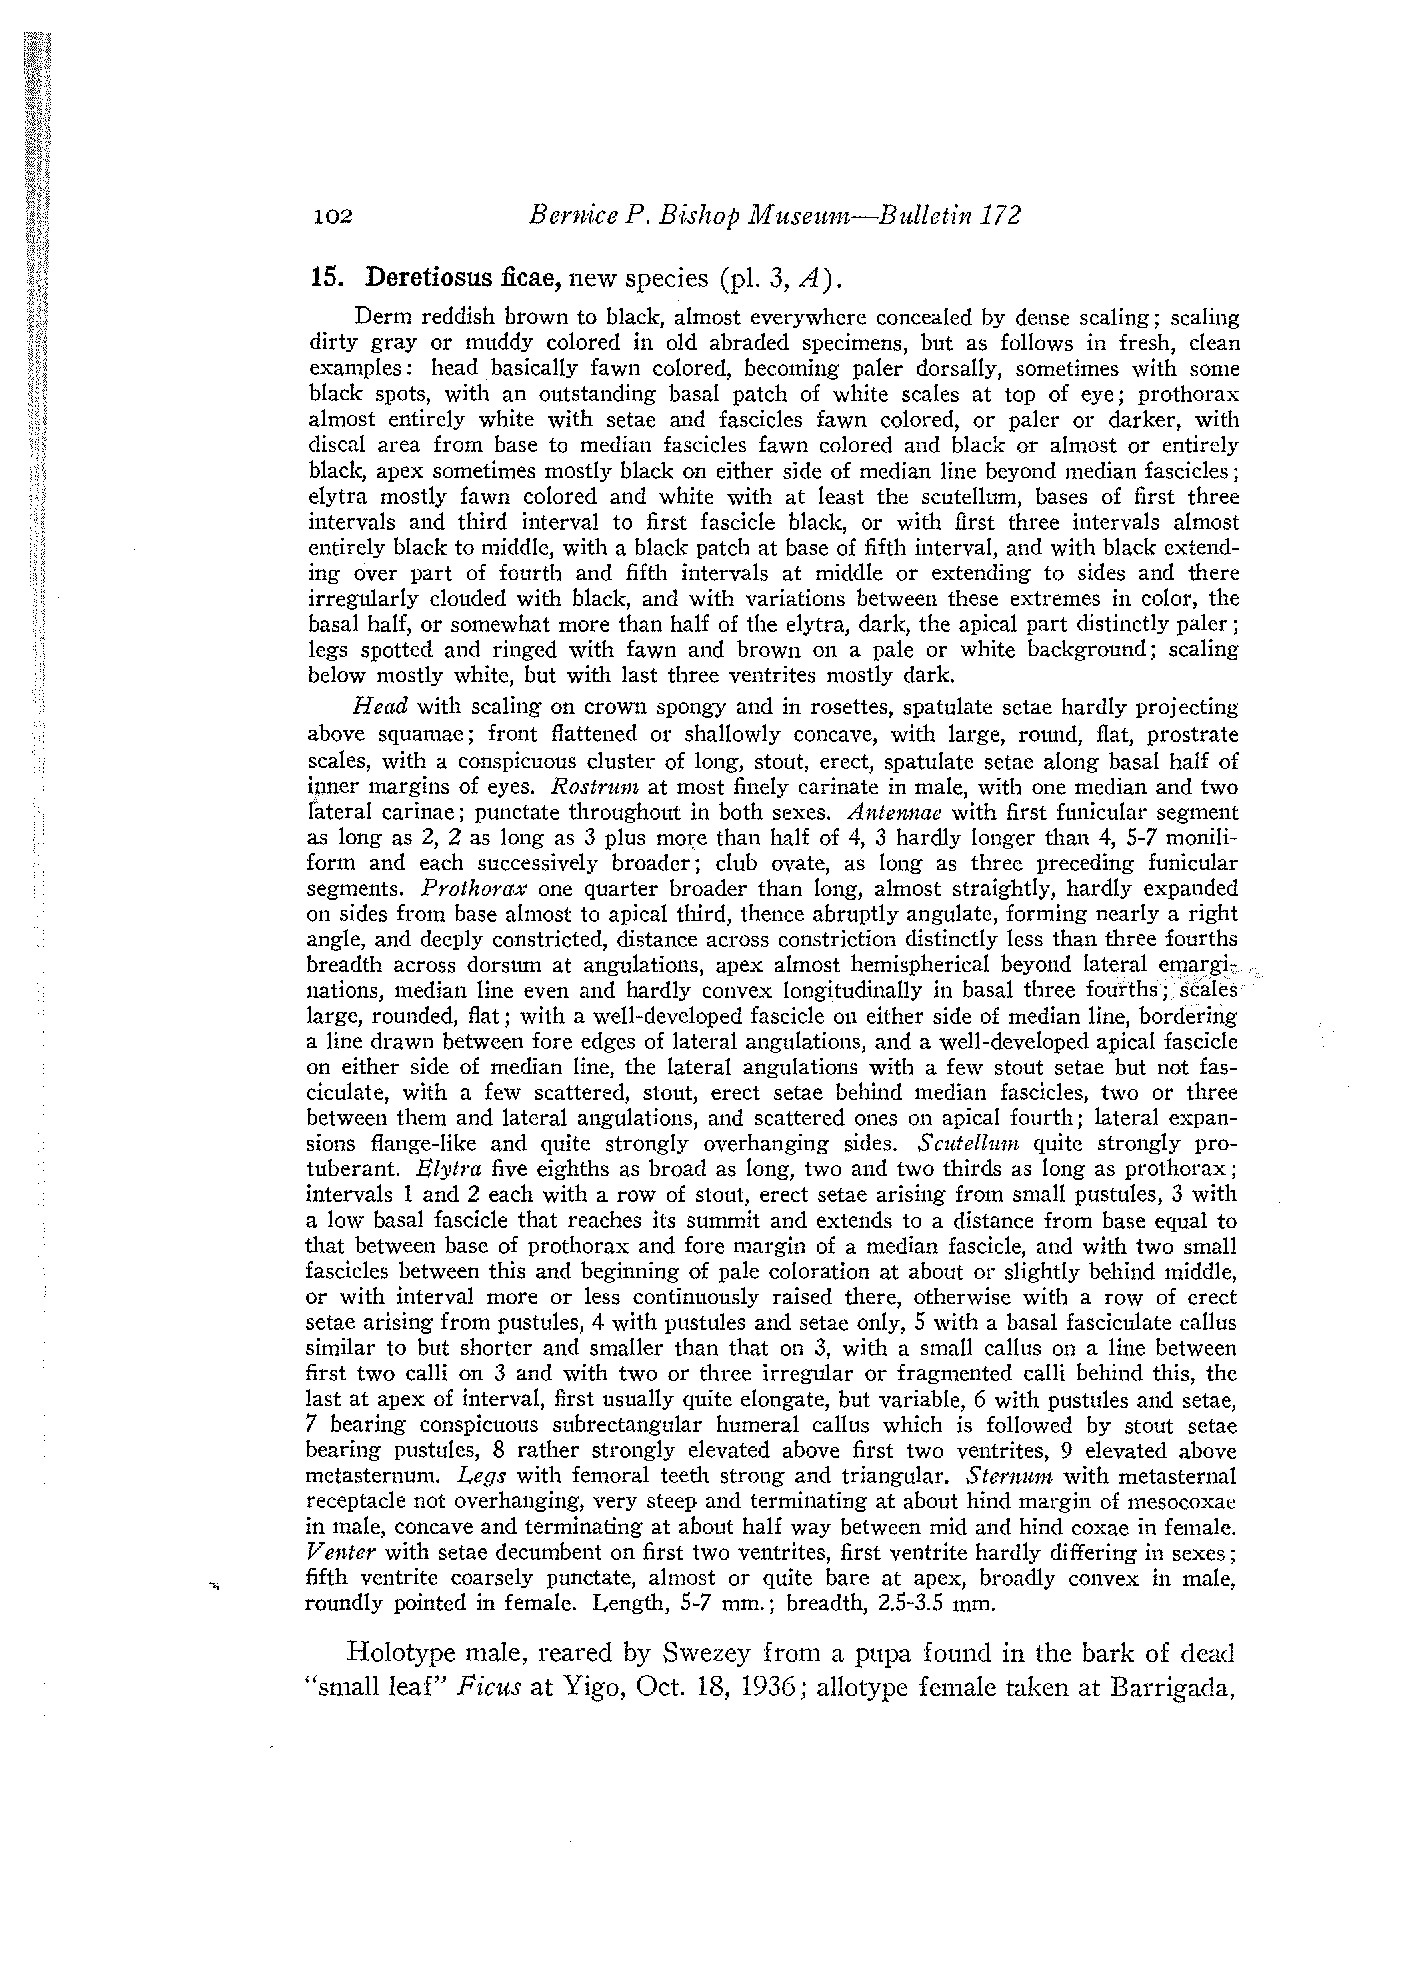 102 Bernice P. Bishop Museum—Bulletin 172
15. Deretiosus ficae, new species (pl. 3, A).
Derm reddish brown to black, almost everywhere concealed by dense scaling; scaling
dirty gray or muddy colored in old abraded specimens, but as follows in fresh, clean
examples: head basically fawn colored, becoming paler dorsally, sometimes with some
black spots, with an outstanding basal patch of white scales at top of eye; prothorax
almost entirely white with setae and fascicles fawn colored, or paler or darker, with
discal area from base to median fascicles fawn colored and black or almost or entirely
black, apex sometimes mostly black on either side of median line beyond median fascicles;
elytra mostly fawn colored and white with at least the scutellum, bases of first three
intervals and third interval to first fascicle black, or with first three intervals almost
entirely black to middle, with a black patch at base of fifth interval, and with black extend-
ing over part of fourth and fifth intervals at middle or extending to sides and there
irregularly clouded with black, and with variations between these extremes in color, the
basal half, or somewhat more than half of the elytra, dark, the apical part distinctly paler;
legs spotted and ringed with fawn and brown on a pale or white background; scaling
below mostly white, but with last three ventrites mostly dark.
Head with scaling on crown spongy and in rosettes, spatulate setae hardly projecting
above squamae; front flattened or shallowly concave, with large, round, flat, prostrate
scales, with a conspicuous cluster of long, stout, erect, spatulate setae along basal half of
inner margins of eyes. Rostrum at most finely carinate in male, with one median and two
lateral carinae; punctate throughout in both sexes. Antennae with first funicular segment
as long as 2, 2 as long as 3 plus more than half of 4, 3 hardly longer than 4, 5-7 monili-
form and each successively broader; club ovate, as long as three preceding funicular
segments. Prothorax one quarter broader than long, almost straightly, hardly expanded
on sides from base almost to apical third, thence abruptly angulate, forming nearly a right
angle, and deeply constricted, distance across constriction distinctly less than three fourths
breadth across dorsum at angulations, apex almost hemispherical beyond lateral emargi-
nations, median line even and hardly convex longitudinally in basal three fourths; scales
large, rounded, flat; with a well-developed fascicle on either side of median line, bordering
a line drawn between fore edges of lateral angulations, and a well-developed apical fascicle
on either side of median line, the lateral angulations with a few stout setae but not fas-
ciculate, with a few scattered, stout, erect setae behind median fascicles, two or three
between them and lateral angulations, and scattered ones on apical fourth; lateral expan-
sions flange-like and quite strongly overhanging sides. Scutellum quite strongly pro-
tuberant. Elytra five eighths as broad as long, two and two thirds as long as prothorax;
intervals 1 and 2 each with a row of stout, erect setae arising from small pustules, 3 with
a low basal fascicle that reaches its summit and extends to a distance from base equal to
that between base of prothorax and fore margin of a median fascicle, and with two small
fascicles between this and beginning of pale coloration at about or slightly behind middle,
or with interval more or less continuously raised there, otherwise with a row of erect
setae arising from pustules, 4 with pustules and setae only, 5 with a basal fasciculate callus
similar to but shorter and smaller than that on 3, with a small callus on a line between
first two calli on 3 and with two or three irregular or fragmented calli behind this, the
last at apex of interval, first usually quite elongate, but variable, 6 with pustules and setae,
7 bearing conspicuous subrectangular humeral callus which is followed by stout setae
bearing pustules, 8 rather strongly elevated above first two ventrites, 9 elevated above
metasternum. Legs with femoral teeth strong and triangular. Sternum with metasternal
receptacle not overhanging, very steep and terminating at about hind margin of mesocoxae
in male, concave and terminating at about half way between mid and hind coxae in female.
Venter with setae decumbent on first two ventrites, first ventrite hardly differing in sexes;
fifth ventrite coarsely punctate, almost or quite bare at apex, broadly convex in male,
roundly pointed in female. Length, 5-7 mm.; breadth, 2.5-3.5 mm.
Holotype male, reared by Swezey from a pupa found in the bark of dead
"small leaf" Ficus at Yigo, Oct. 18, 1936; allotype female taken at Barrigada,